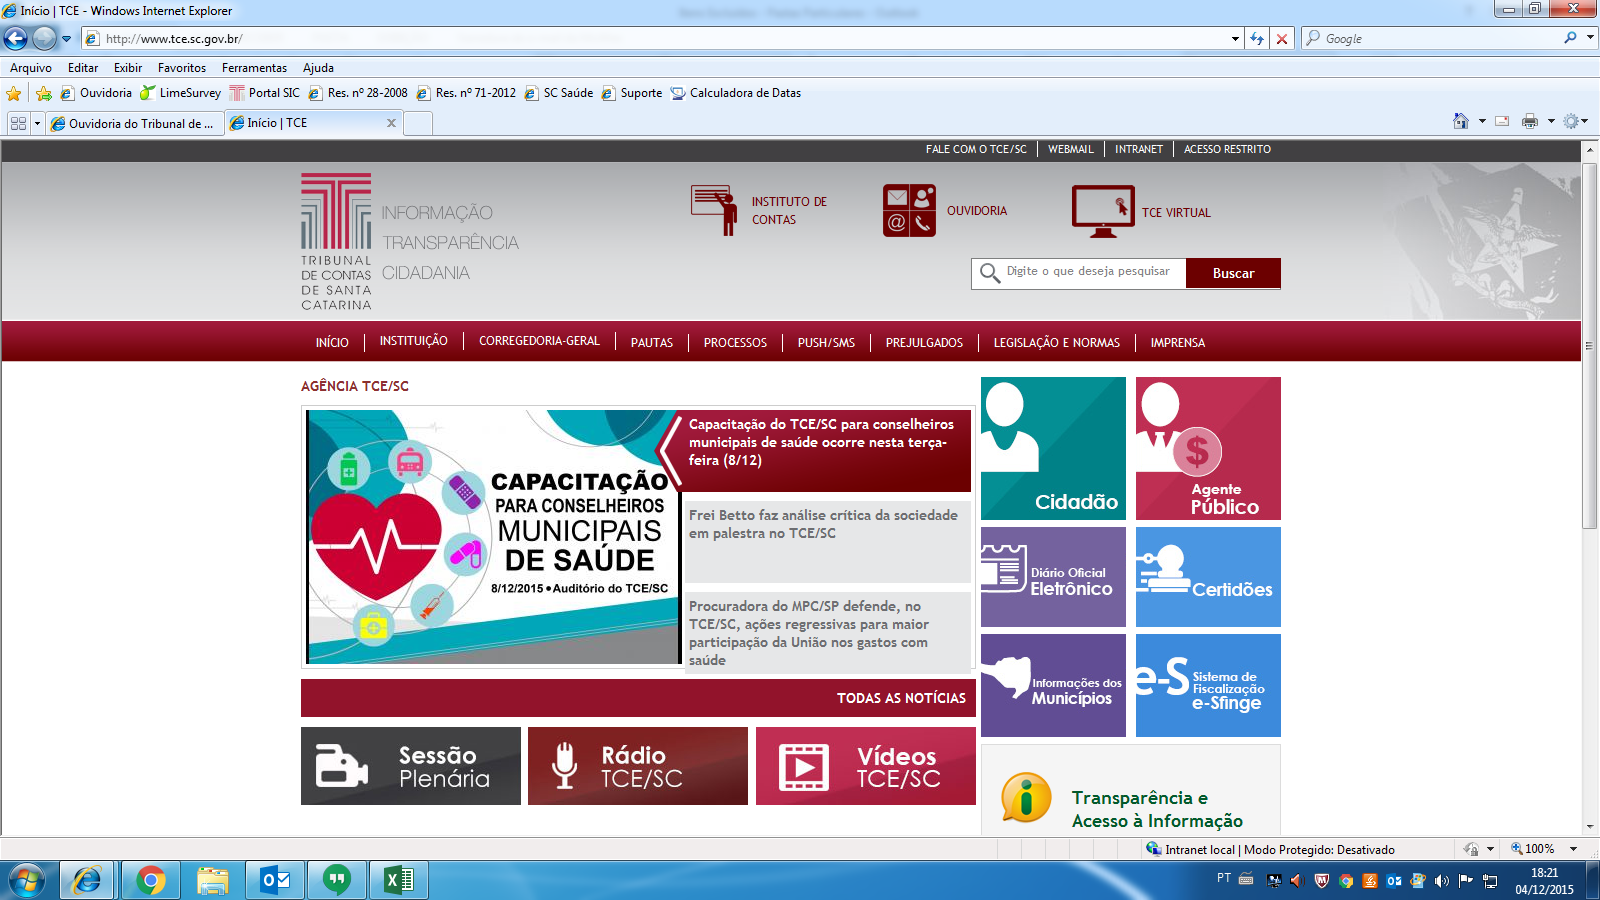 Início | TCE - Windows Internet Explorer
http://www.tce.sc.gov.br/
Google
Arquivo Editar Exibir Favoritos Ferramentas Ajuda
Ouvidoria LimeSurvey Portal SIC Res. nº 28-2008 Res. nº 71-2012 SC Saúde Suporte Calculadora de Datas
Ouvidoria do Tribunal de ... Início | TCE
FALE COM O TCE/SC WEBMAIL INTRANET ACESSO RESTRITO
TRIBUNAL
DE CONTAS
DE SANTA
CATARINA
INFORMAÇÃO
TRANSPARÊNCIA
CIDADANIA
INSTITUTO DE
CONTAS
OUVIDORIA
TCE VIRTUAL
Digite o que deseja pesquisar Buscar
INÍCIO INSTITUIÇÃO CORREGEDORIA-GERAL PAUTAS PROCESSOS PUSH/SMS PREJULGADOS LEGISLAÇÃO E NORMAS IMPRENSA
AGÊNCIA TCE/SC
CAPACITAÇÃO
PARA CONSELHEIROS
MUNICIPAIS
DE SAÚDE
8/12/2015 • Auditório do TCE/SC
Capacitação do TCE/SC para conselheiros
municipais de saúde ocorre nesta terça-
feira (8/12)
Frei Betto faz análise crítica da sociedade
em palestra no TCE/SC
Procuradora do MPC/SP defende, no
TCE/SC, ações regressivas para maior
participação da União nos gastos com
saúde
TODAS AS NOTÍCIAS
Sessão
Plenária
Rádio
TCE/SC
Vídeos
TCE/SC
Cidadão
$
Agente
Público
Diário Oficial
Eletrônico
Certidões
Informações dos
Municípios
e-S
Sistema de
Fiscalização
e-Sfinge
Transparência e
Acesso à Informação
Intranet local | Modo Protegido: Desativado
100%
PT
18:21
04/12/2015